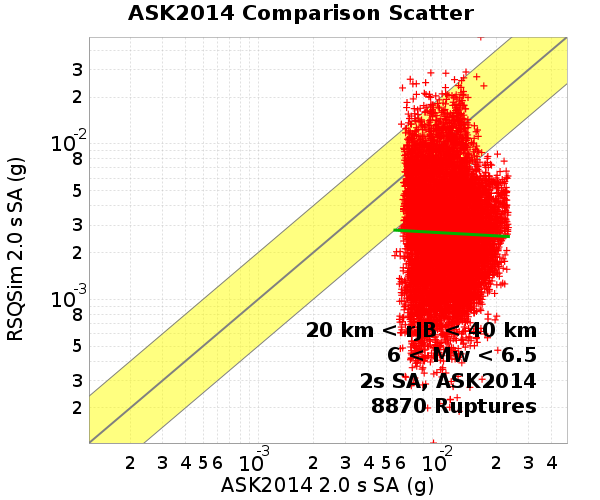 ASK2014 Comparison Scatter
RSQSim 2.0 s SA (g)
3
2
10-2
8
5
3
2
10-3
8
5
3
2
20 km < rJB < 40 km
6 < Mw < 6.5
2s SA, ASK2014
8870 Ruptures
2 3 4 5 6 10-3 2 3 4 5 6 10-2 2 3 4
ASK2014 2.0 s SA (g)